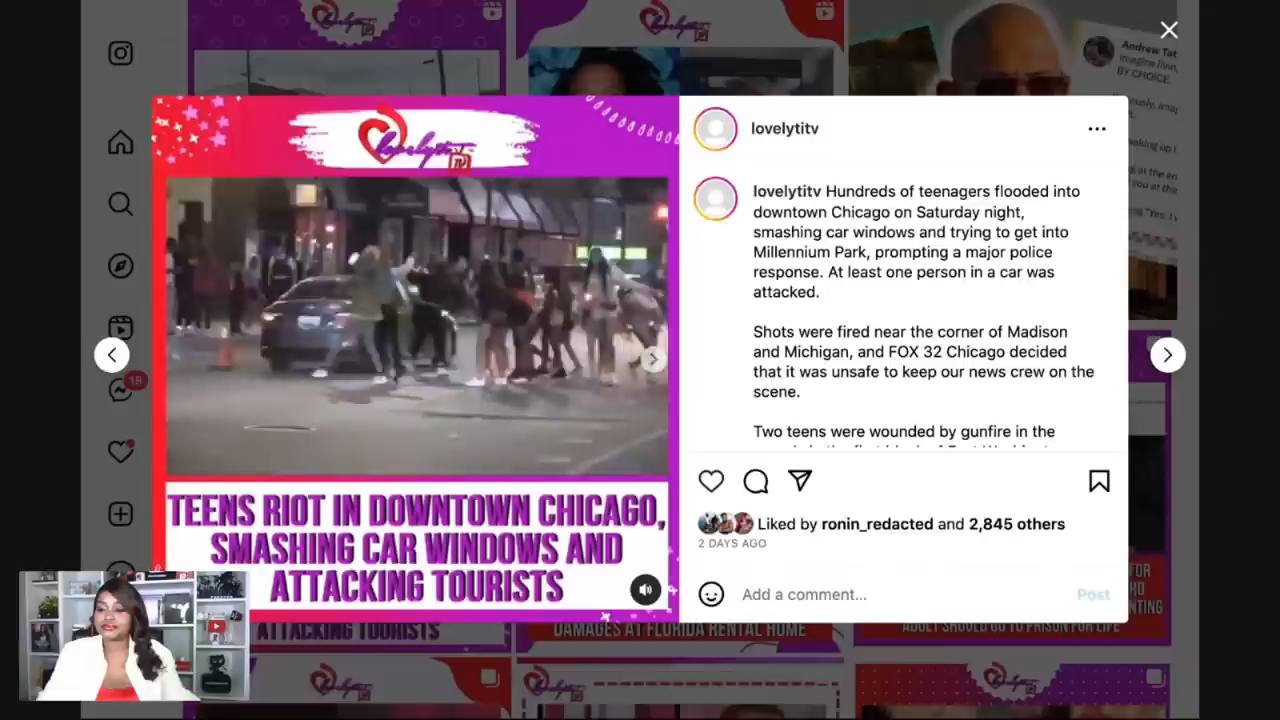 lovelyti TV
Andrew Tat
BY CHOICE.
lovelytitv
lovelytitv Hundreds of teenagers flooded into
downtown Chicago on Saturday night,
smashing car windows and trying to get into
Millennium Park, prompting a major police
response. At least one person in a car was
attacked.
Shots were fired near the corner of Madison
and Michigan, and FOX 32 Chicago decided
that it was unsafe to keep our news crew on the
scene.
Two teens were wounded by gunfire in the
18
TEENS RIOT IN DOWNTOWN CHICAGO,
SMASHING CAR WINDOWS AND
ATTACKING TOURISTS
Liked by ronin_redacted and 2,845 others
2 DAYS AGO
Add a comment...
Post
ATTACKING TOURISTS
DAMAGES AT FLORIDA RENTAL HOME
ADULT SHOULD GO TO PRISON FOR LIFE